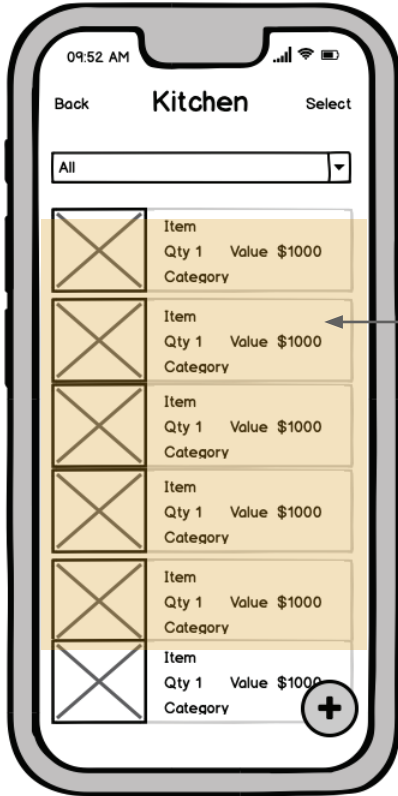 09:52 AM
Back Kitchen Select
All
Item
Qty 1 Value $1000
Category
Item
Qty 1 Value $1000
Category
Item
Qty 1 Value $1000
Category
Item
Qty 1 Value $1000
Category
Item
Qty 1 Value $1000
Category
Item
Qty 1 Value $1000
Category